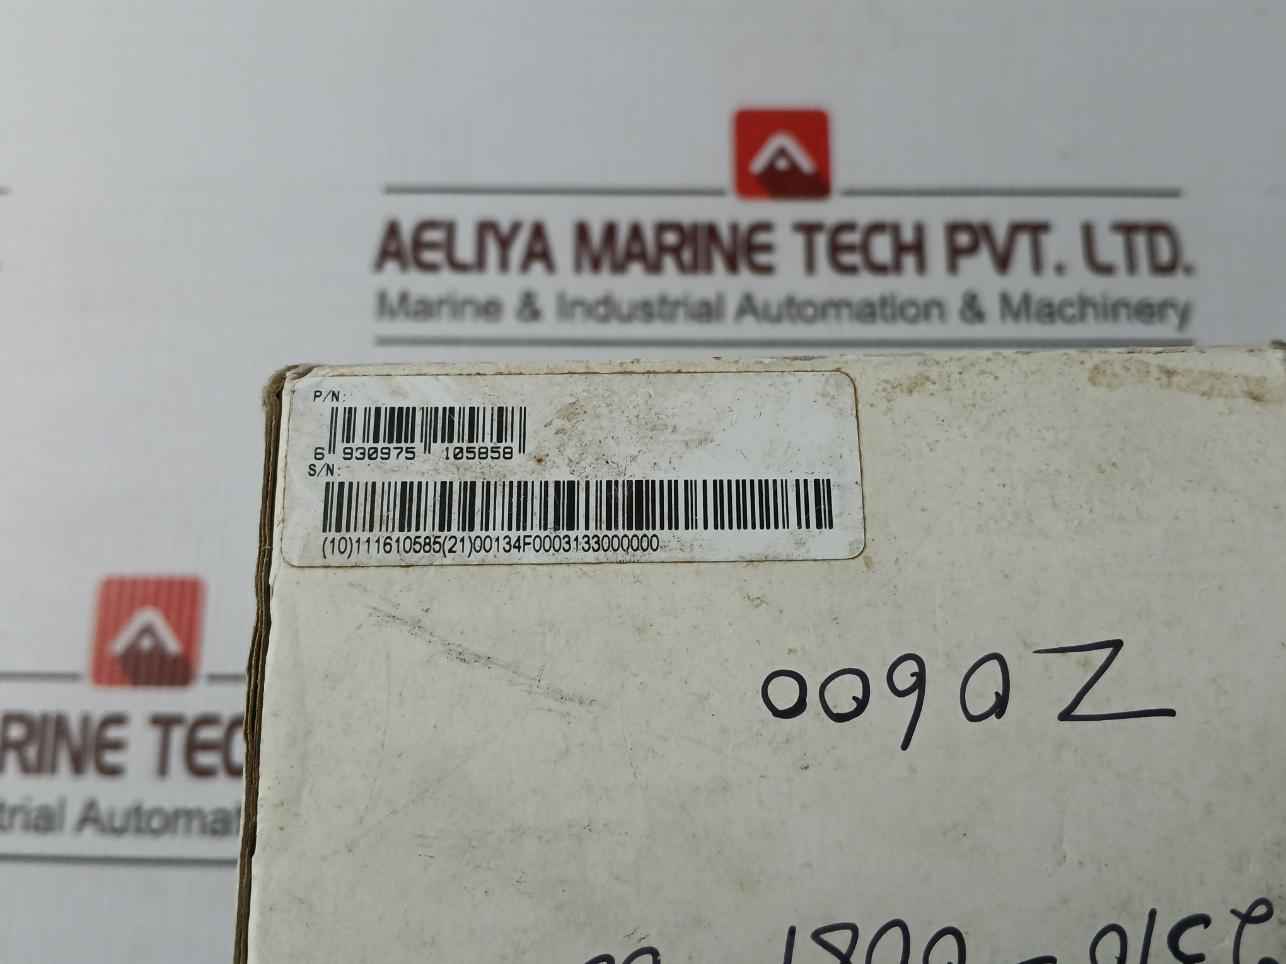 AELIYA MARINE TECH PVT. LTD.
Marine & Industrial Automation & Machinery
P/N:
6 930975 105858
S/N:
(10)111610585(21)00134F0003133000000
009QZ
RINE TEC
trial Automat